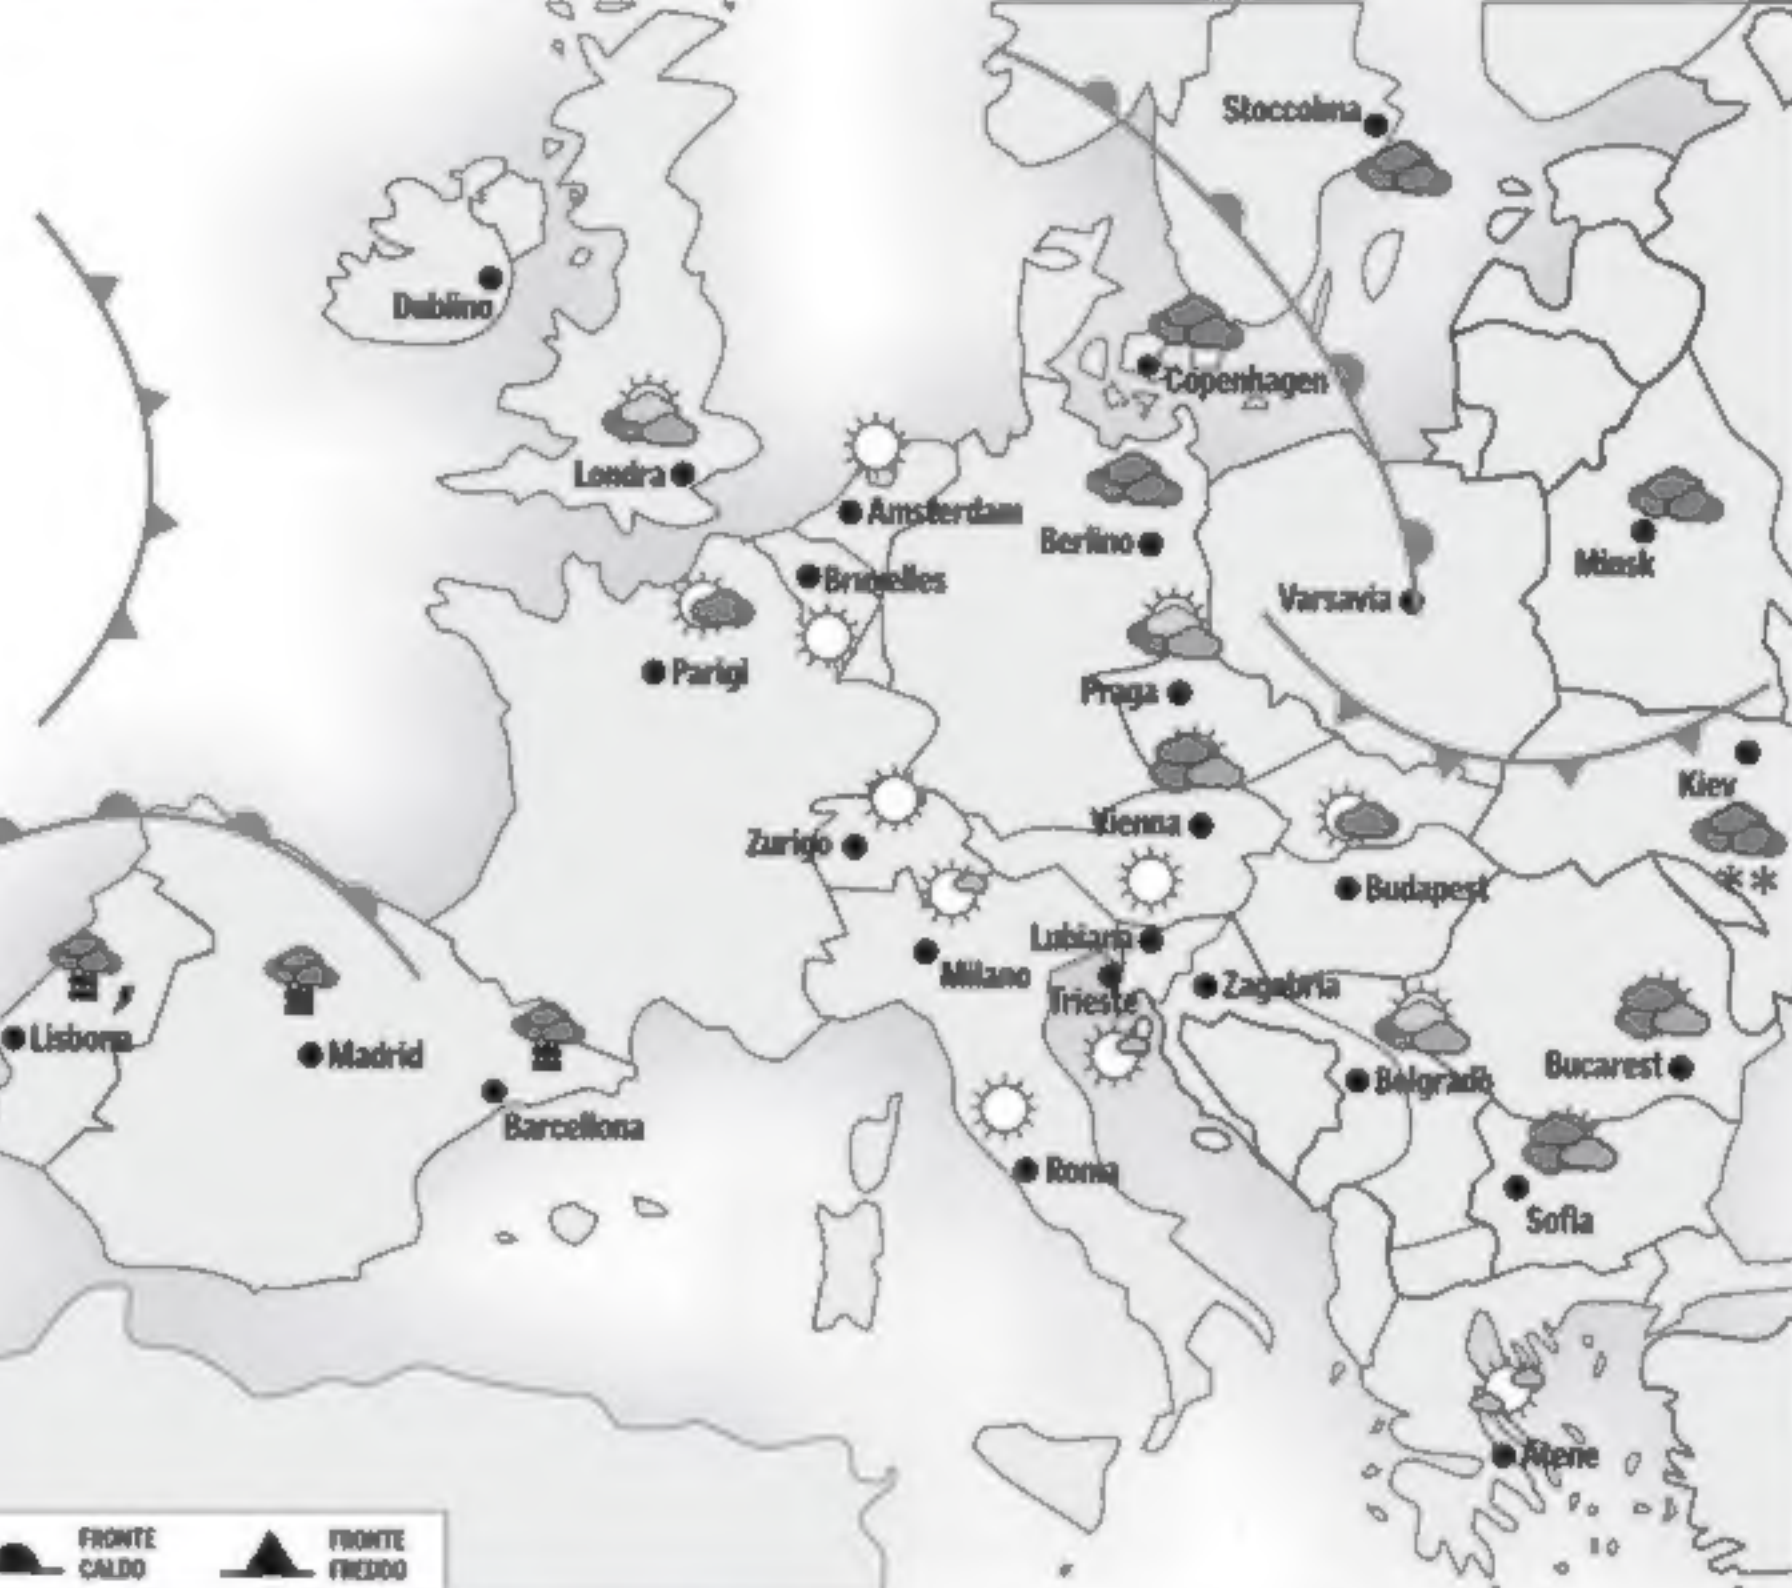 Stoccolma
Dublino
Copenhagen
Londra
Amsterdam
Berlino
Minsk
Bruxelles
Varsavia
Parigi
Praga
Kiev
Vienna
Zurigo
Budapest
Lubiana
Milano
Zagabria
Trieste
Lisbona
Madrid
Bucarest
Belgrado
Barcellona
Roma
Sofia
Atene
FRONTE
CALDO
FRONTE
FREDDO